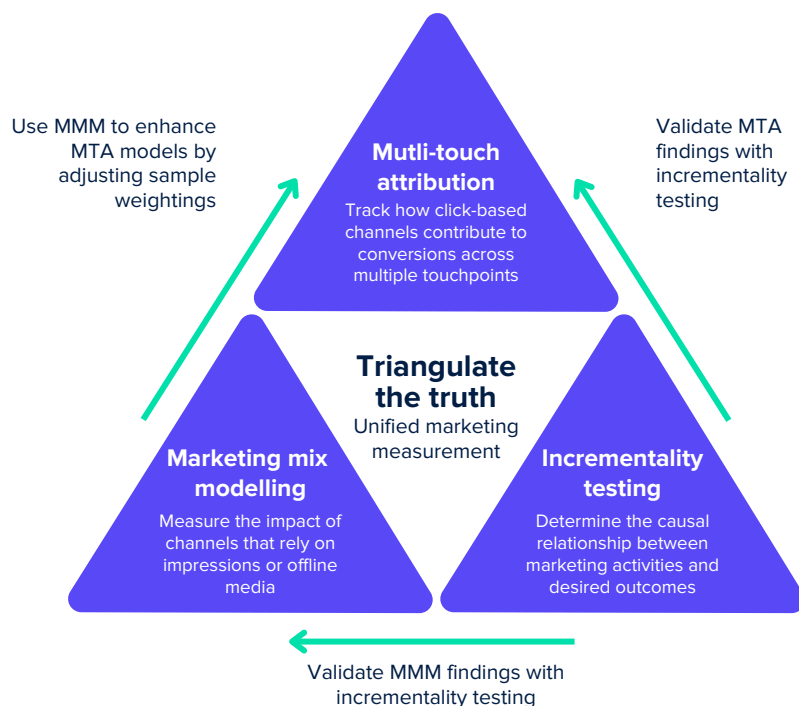 Use MMM to enhance
MTA models by
adjusting sample
weightings
Mutli-touch
attribution
Track how click-based
channels contribute to
conversions across
multiple touchpoints
Validate MTA
findings with
incrementality
testing
Triangulate
the truth
Unified marketing
measurement
Marketing mix
modelling
Measure the impact of
channels that rely on
impressions or offline
media
Incrementality
testing
Determine the causal
relationship between
marketing activities and
desired outcomes
Validate MMM findings with
incrementality testing